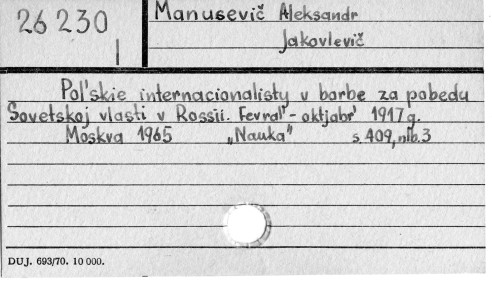 26 230
I
Manusevič Aleksandr
Jakovlevič
Pol'skie internacionalisty v borbe za pobedu
Sovetskoj vlasti v Rossii. Fevral' - oktjabr' 1917 g.
Moskva 1965 „Nauka" s. 409, nlb. 3
DUJ. 693/70. 10 000.